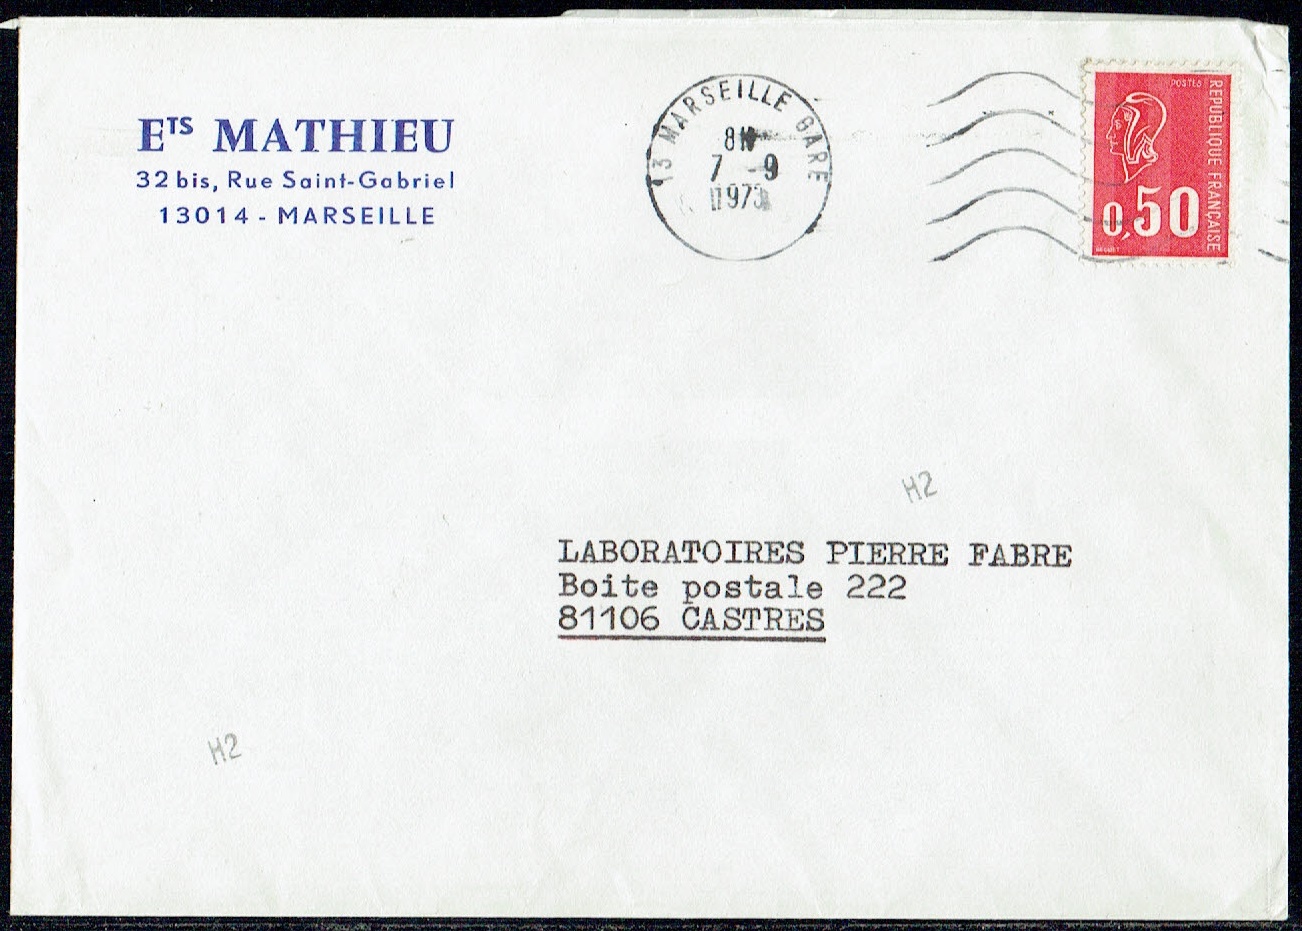 ETS MATHIEU
32 bis, Rue Saint-Gabriel
13014 - MARSEILLE
13 MARSEILLE GARE
7 - 9
1973
POSTES
REPUBLIQUE FRANÇAISE
0,50
H2
LABORATOIRES PIERRE FABRE
Boite postale 222
81106 CASTRES
H2